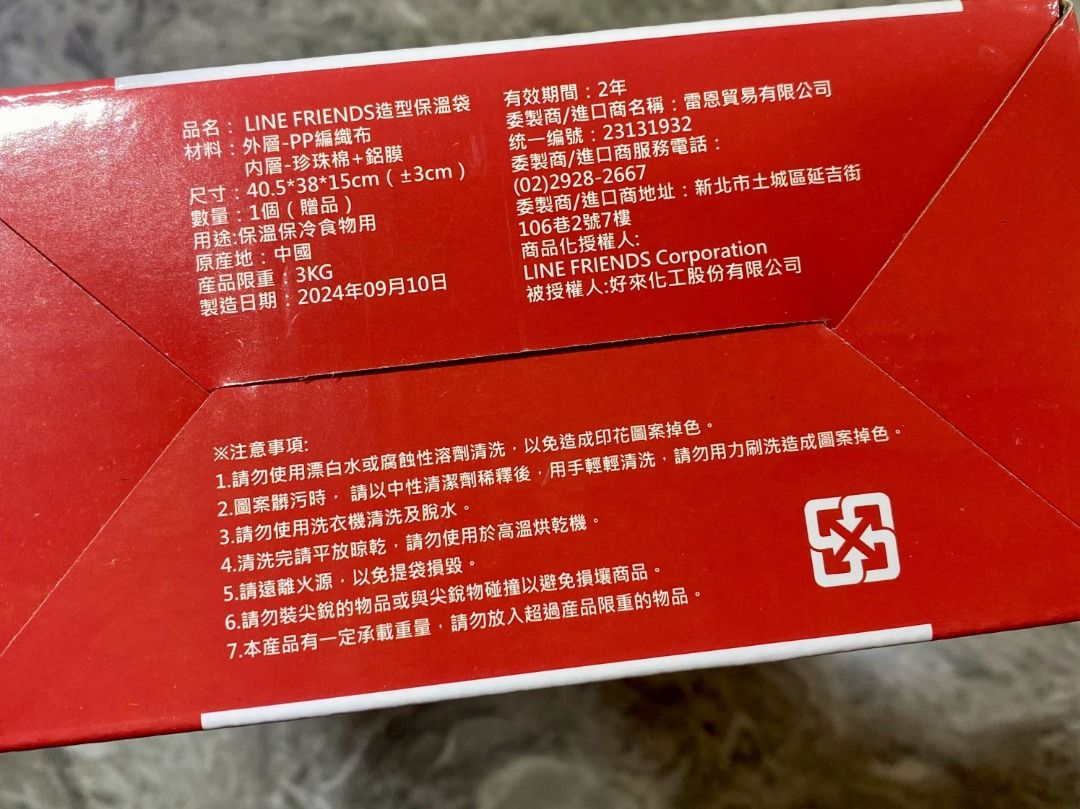 品名：LINE FRIENDS造型保溫袋
材料：外層-PP編織布
內層-珍珠棉+鋁膜
尺寸：40.5*38*15cm（±3cm）
數量：1個（贈品）
用途:保溫保冷食物用
原產地：中國
產品限重：3KG
製造日期：2024年09月10日
有效期間：2年
委製商/進口商名稱：雷恩貿易有限公司
統一編號：23131932
委製商/進口商服務電話：
(02)2928-2667
委製商/進口商地址：新北市土城區延吉街
106巷2號7樓
商品化授權人:
LINE FRIENDS Corporation
被授權人:好來化工股份有限公司
※注意事項:
1.請勿使用漂白水或腐蝕性溶劑清洗，以免造成印花圖案掉色。
2.圖案髒污時，請以中性清潔劑稀釋後，用手輕輕清洗，請勿用力刷洗造成圖案掉色。
3.請勿使用洗衣機清洗及脫水。
4.清洗完請平放晾乾，請勿使用於高溫烘乾機。
5.請遠離火源，以免提袋損毀。
6.請勿裝尖銳的物品或與尖銳物碰撞以避免損壞商品。
7.本產品有一定承載重量，請勿放入超過產品限重的物品。